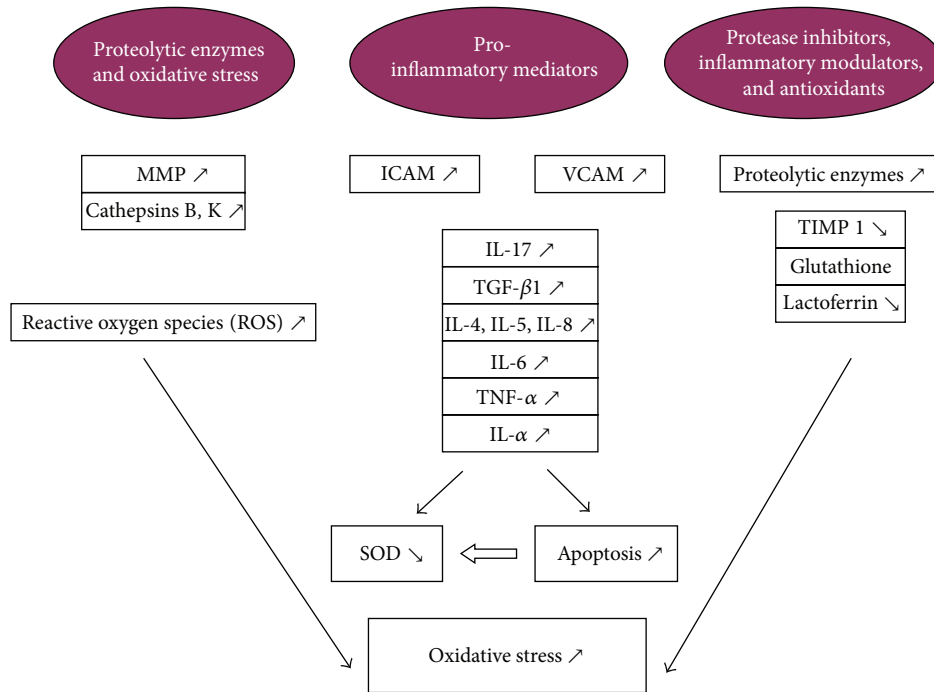 Proteolytic enzymes
and oxidative stress
Pro-
inflammatory mediators
Protease inhibitors,
inflammatory modulators,
and antioxidants
MMP ↗
Cathepsins B, K ↗
ICAM ↗
VCAM ↗
Proteolytic enzymes ↗
TIMP 1 ↘
Glutathione
Lactoferrin ↘
Reactive oxygen species (ROS) ↗
IL-17 ↗
TGF-β1 ↗
IL-4, IL-5, IL-8 ↗
IL-6 ↗
TNF-α ↗
IL-α ↗
SOD ↘
Apoptosis ↗
Oxidative stress ↗